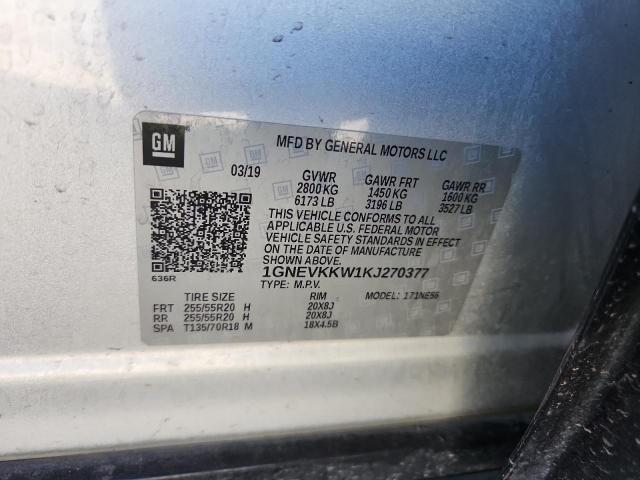 GM
MFD BY GENERAL MOTORS LLC
03/19 GVWR GAWR FRT GAWR RR
2800 KG 1450 KG 1600 KG
6173 LB 3196 LB 3527 LB
THIS VEHICLE CONFORMS TO ALL
APPLICABLE U.S. FEDERAL MOTOR
VEHICLE SAFETY STANDARDS IN EFFECT
ON THE DATE OF MANUFACTURE
SHOWN ABOVE.
636R 1GNEVKKW1KJ270377
TYPE: M.P.V. MODEL: 171NE56
TIRE SIZE RIM
FRT 255/55R20 H 20X8J
RR 255/55R20 H 20X8J
SPA T135/70R18 M 18X4.5B